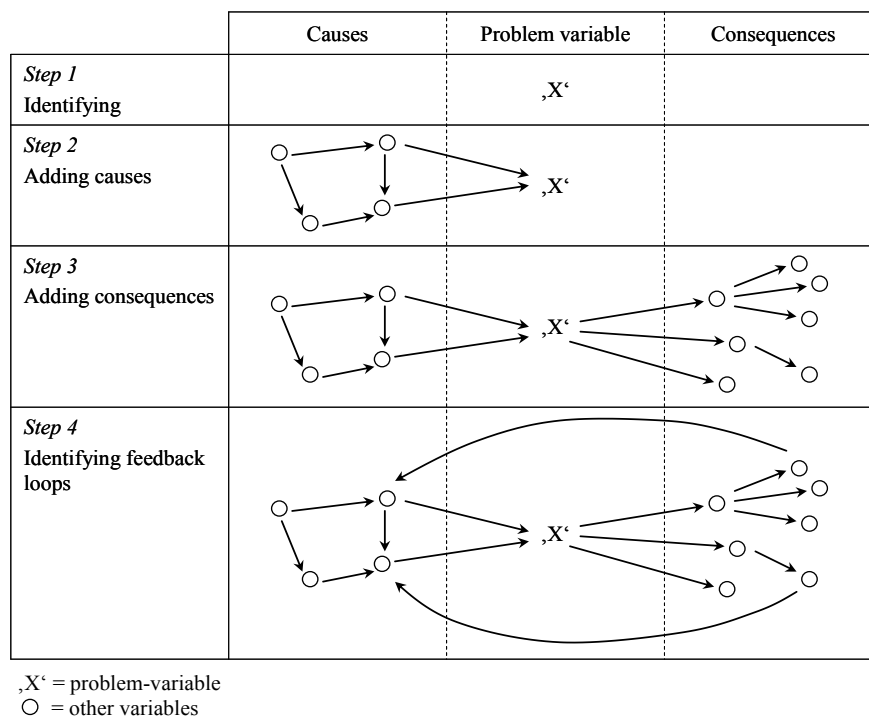 Causes Problem variable Consequences
Step 1
Identifying
‚X‘
Step 2
Adding causes
‚X‘
Step 3
Adding consequences
‚X‘
Step 4
Identifying feedback
loops
‚X‘
‚X‘ = problem-variable
= other variables